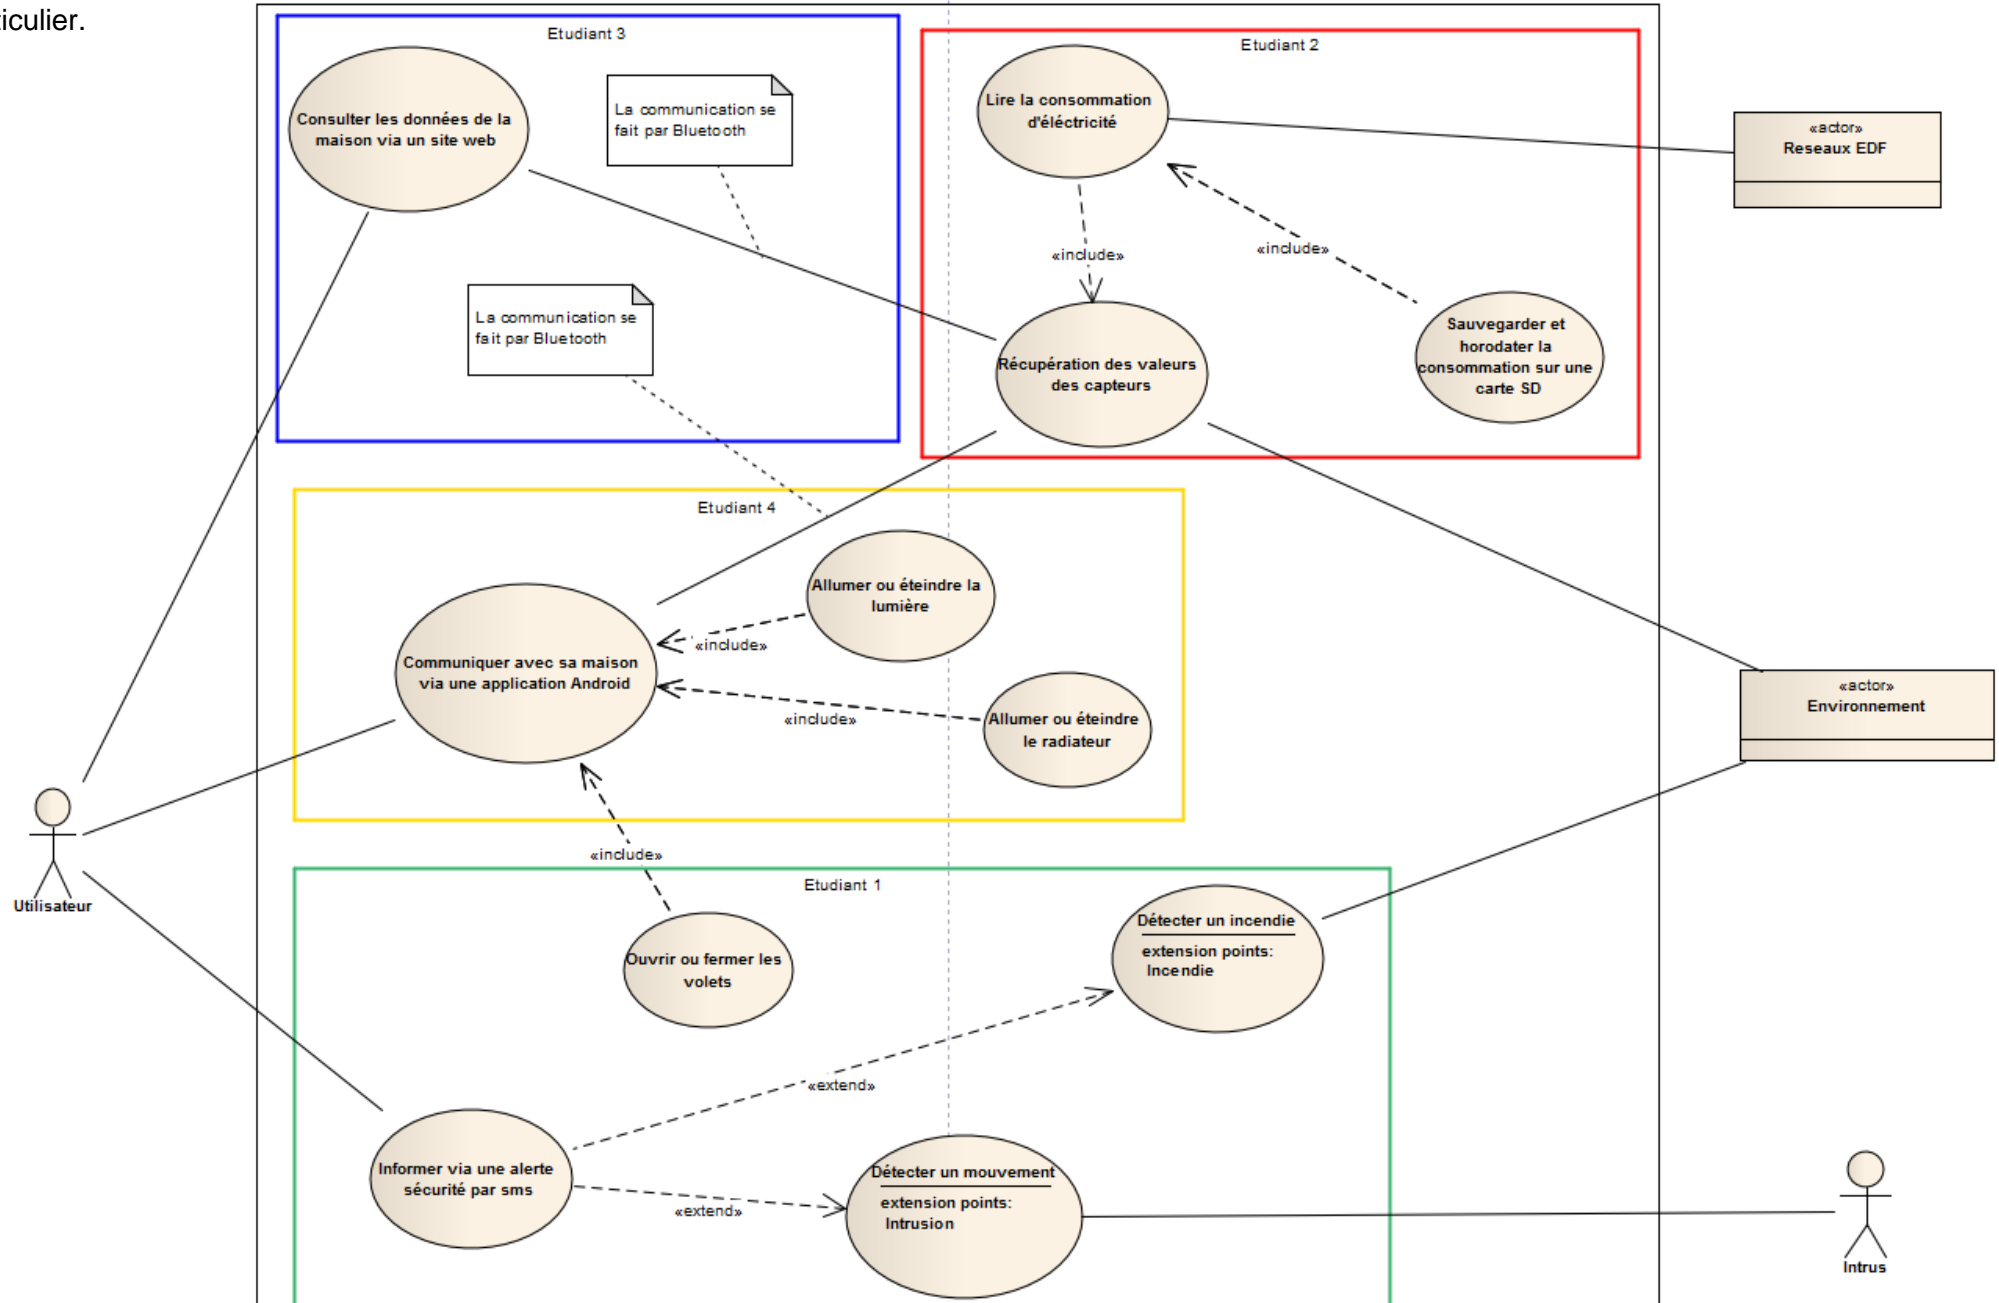 ticulier.
Etudiant 3
Consulter les données de la
maison via un site web
La communication se
fait par Bluetooth
La communication se
fait par Bluetooth
Etudiant 2
Lire la consommation
d'éléctricité
«include»
«include»
Récupération des valeurs
des capteurs
Sauvegarder et
horodater la
consommation sur une
carte SD
«actor»
Reseaux EDF
Etudiant 4
Allumer ou éteindre la
lumière
«include»
Communiquer avec sa maison
via une application Android
«include»
Allumer ou éteindre
le radiateur
«actor»
Environnement
«include»
Utilisateur
Etudiant 1
Ouvrir ou fermer les
volets
Détecter un incendie
extension points:
Incendie
«extend»
Informer via une alerte
sécurité par sms
«extend»
Détecter un mouvement
extension points:
Intrusion
Intrus